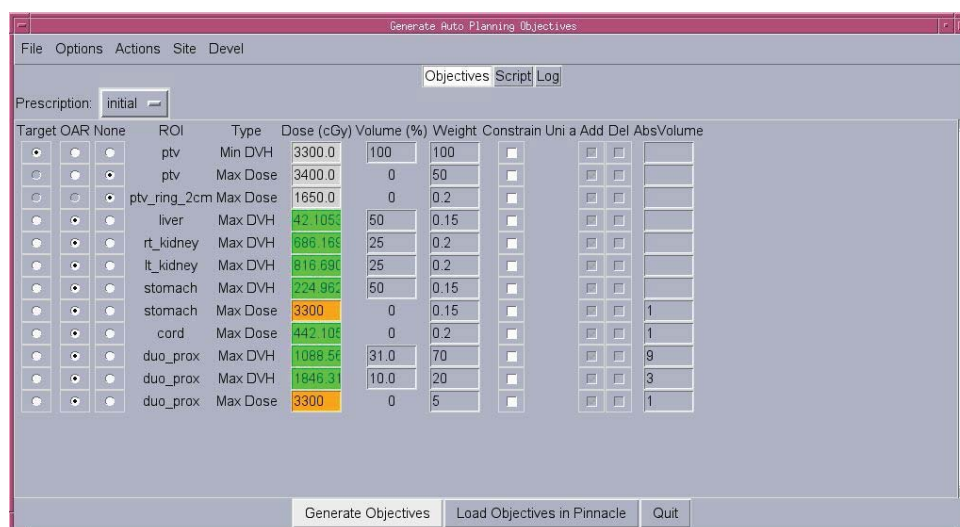 Generate Auto Planning Objectives
File Options Actions Site Devel
Objectives Script Log
Prescription: initial
Target OAR None ROI Type Dose (cGy) Volume (%) Weight Constrain Uni a Add Del AbsVolume
ptv Min DVH 3300.0 100 100
ptv Max Dose 3400.0 0 50
ptv_ring_2cm Max Dose 1650.0 0 0.2
liver Max DVH 42.1053 50 0.15
rt_kidney Max DVH 686.169 25 0.2
lt_kidney Max DVH 816.690 25 0.2
stomach Max DVH 224.962 50 0.15
stomach Max Dose 3300 0 0.15 1
cord Max Dose 442.105 0 0.2 1
duo_prox Max DVH 1088.56 31.0 70 9
duo_prox Max DVH 1846.31 10.0 20 3
duo_prox Max Dose 3300 0 5 1
Generate Objectives Load Objectives in Pinnacle Quit